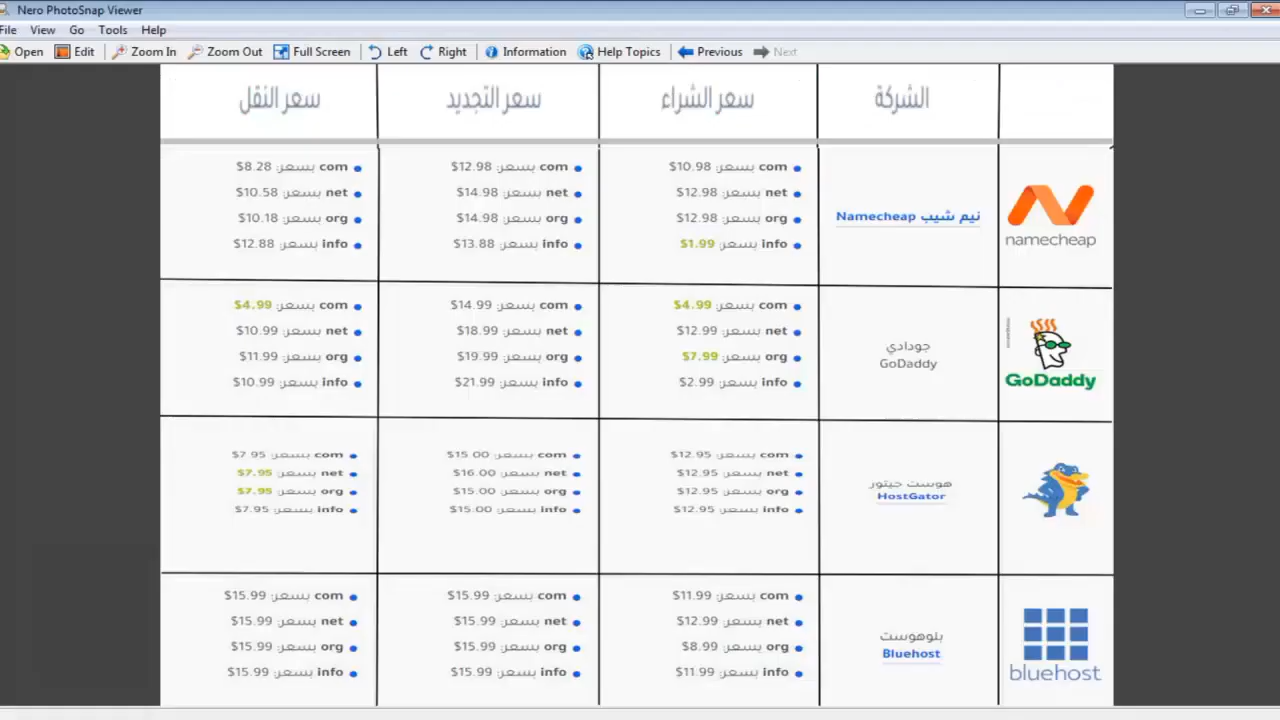 Nero PhotoSnap Viewer
File View Go Tools Help
Open Edit Zoom In Zoom Out Full Screen Left Right Information Help Topics Previous Next
الشركة سعر الشراء سعر التجديد سعر النقل
namecheap
نيم شيب Namecheap
com بسعر: $10.98
net بسعر: $12.98
org بسعر: $12.98
info بسعر: $1.99
com بسعر: $12.98
net بسعر: $14.98
org بسعر: $14.98
info بسعر: $13.88
com بسعر: $8.28
net بسعر: $10.58
org بسعر: $10.18
info بسعر: $12.88
GoDaddy
جودادي
GoDaddy
com بسعر: $4.99
net بسعر: $12.99
org بسعر: $7.99
info بسعر: $2.99
com بسعر: $14.99
net بسعر: $18.99
org بسعر: $19.99
info بسعر: $21.99
com بسعر: $4.99
net بسعر: $10.99
org بسعر: $11.99
info بسعر: $10.99
هوست جيتور
HostGator
com بسعر: $12.95
net بسعر: $12.95
org بسعر: $12.95
info بسعر: $12.95
com بسعر: $15.00
net بسعر: $16.00
org بسعر: $15.00
info بسعر: $15.00
com بسعر: $7.95
net بسعر: $7.95
org بسعر: $7.95
info بسعر: $7.95
bluehost
بلوهوست
Bluehost
com بسعر: $11.99
net بسعر: $12.99
org بسعر: $8.99
info بسعر: $11.99
com بسعر: $15.99
net بسعر: $15.99
org بسعر: $15.99
info بسعر: $15.99
com بسعر: $15.99
net بسعر: $15.99
org بسعر: $15.99
info بسعر: $15.99